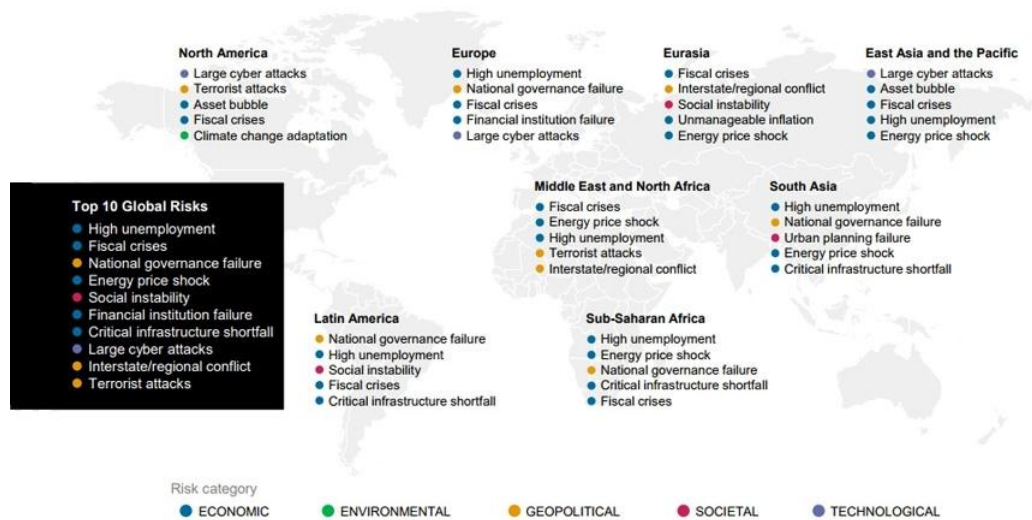 North America
Large cyber attacks
Terrorist attacks
Asset bubble
Fiscal crises
Climate change adaptation
Europe
High unemployment
National governance failure
Fiscal crises
Financial institution failure
Large cyber attacks
Eurasia
Fiscal crises
Interstate/regional conflict
Social instability
Unmanageable inflation
Energy price shock
East Asia and the Pacific
Large cyber attacks
Asset bubble
Fiscal crises
High unemployment
Energy price shock
Top 10 Global Risks
High unemployment
Fiscal crises
National governance failure
Energy price shock
Social instability
Financial institution failure
Critical infrastructure shortfall
Large cyber attacks
Interstate/regional conflict
Terrorist attacks
Middle East and North Africa
Fiscal crises
Energy price shock
High unemployment
Terrorist attacks
Interstate/regional conflict
South Asia
High unemployment
National governance failure
Urban planning failure
Energy price shock
Critical infrastructure shortfall
Latin America
National governance failure
High unemployment
Social instability
Fiscal crises
Critical infrastructure shortfall
Sub-Saharan Africa
High unemployment
Energy price shock
National governance failure
Critical infrastructure shortfall
Fiscal crises
Risk category
ECONOMIC
ENVIRONMENTAL
GEOPOLITICAL
SOCIETAL
TECHNOLOGICAL